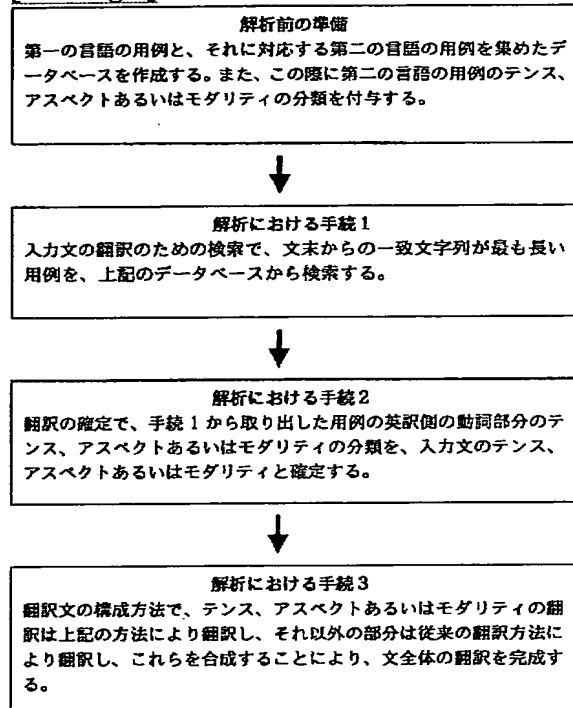 解析前の準備
第一の言語の用例と、それに対応する第二の言語の用例を集めたデ
ータベースを作成する。また、この際に第二の言語の用例のテンス、
アスペクトあるいはモダリティの分類を付与する。
解析における手続1
入力文の翻訳のための検索で、文末からの一致文字列が最も長い
用例を、上記のデータベースから検索する。
解析における手続2
翻訳の確定で、手続1から取り出した用例の英訳側の動詞部分のテ
ンス、アスペクトあるいはモダリティの分類を、入力文のテンス、
アスペクトあるいはモダリティと確定する。
解析における手続3
翻訳文の構成方法で、テンス、アスペクトあるいはモダリティの翻
訳は上記の方法により翻訳し、それ以外の部分は従来の翻訳方法に
より翻訳し、これらを合成することにより、文全体の翻訳を完成す
る。